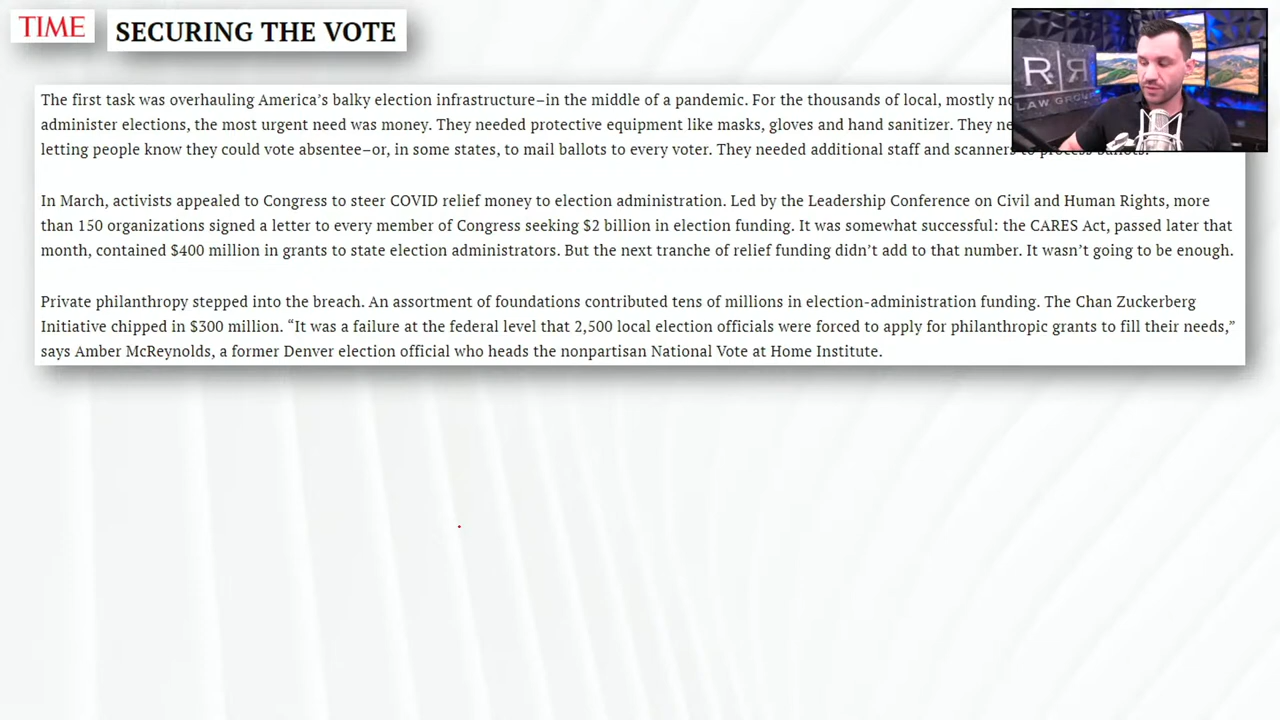 TIME
SECURING THE VOTE
R|R
LAW GROUP
The first task was overhauling America’s balky election infrastructure–in the middle of a pandemic. For the thousands of local, mostly
administer elections, the most urgent need was money. They needed protective equipment like masks, gloves and hand sanitizer. They
letting people know they could vote absentee–or, in some states, to mail ballots to every voter. They needed additional staff and scanners to process ballots.
In March, activists appealed to Congress to steer COVID relief money to election administration. Led by the Leadership Conference on Civil and Human Rights, more
than 150 organizations signed a letter to every member of Congress seeking $2 billion in election funding. It was somewhat successful: the CARES Act, passed later that
month, contained $400 million in grants to state election administrators. But the next tranche of relief funding didn’t add to that number. It wasn’t going to be enough.
Private philanthropy stepped into the breach. An assortment of foundations contributed tens of millions in election-administration funding. The Chan Zuckerberg
Initiative chipped in $300 million. “It was a failure at the federal level that 2,500 local election officials were forced to apply for philanthropic grants to fill their needs,”
says Amber McReynolds, a former Denver election official who heads the nonpartisan National Vote at Home Institute.